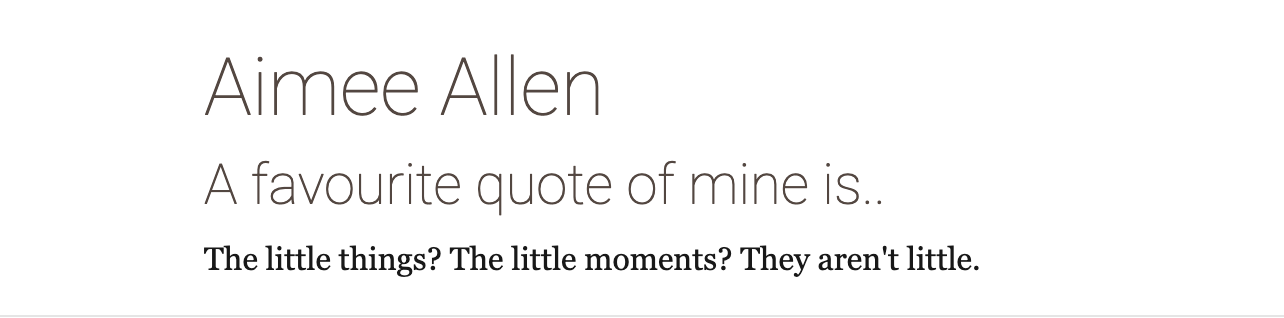 Aimee Allen
A favourite quote of mine is..
The little things? The little moments? They aren't little.